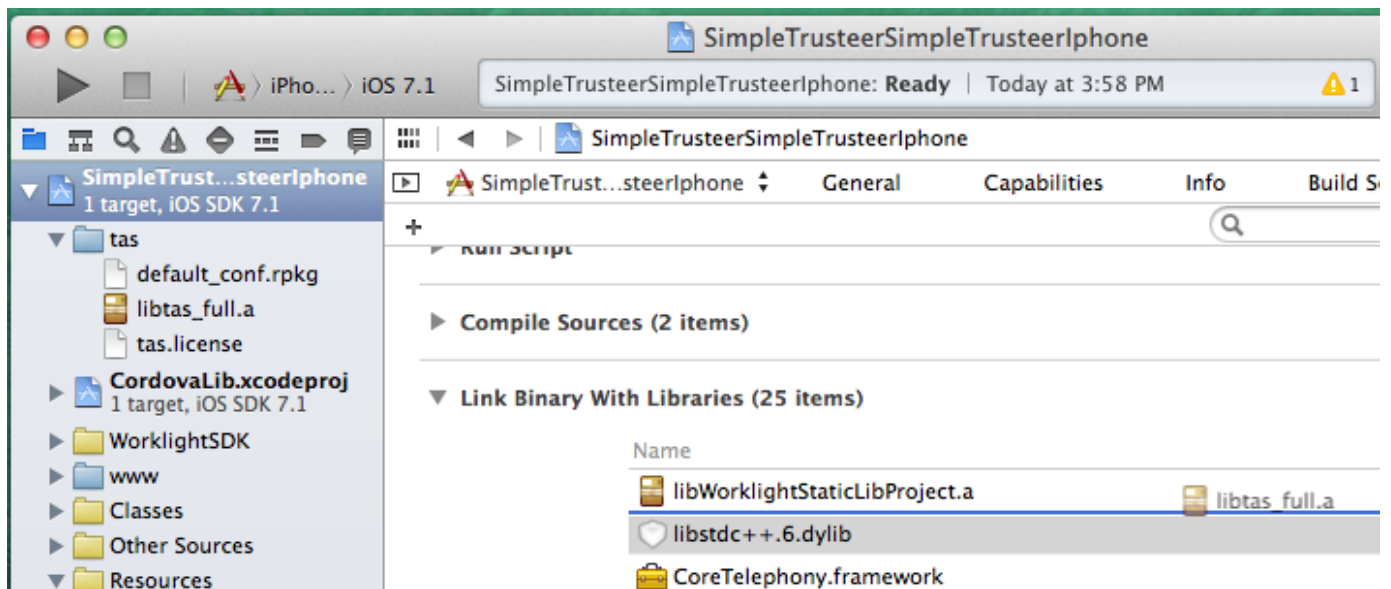 SimpleTrusteerSimpleTrusteerIphone
iPho... iOS 7.1
SimpleTrusteerSimpleTrusteerIphone: Ready | Today at 3:58 PM
1
SimpleTrusteerSimpleTrusteerIphone
SimpleTrust...steerIphone
1 target, iOS SDK 7.1
tas
default_conf.rpkg
libtas_full.a
tas.license
CordovaLib.xcodeproj
1 target, iOS SDK 7.1
WorklightSDK
www
Classes
Other Sources
Resources
SimpleTrust...steerIphone General Capabilities Info Build S
+
Run Script
Compile Sources (2 items)
Link Binary With Libraries (25 items)
Name
libWorklightStaticLibProject.a
libtas_full.a
libstdc++.6.dylib
CoreTelephony.framework